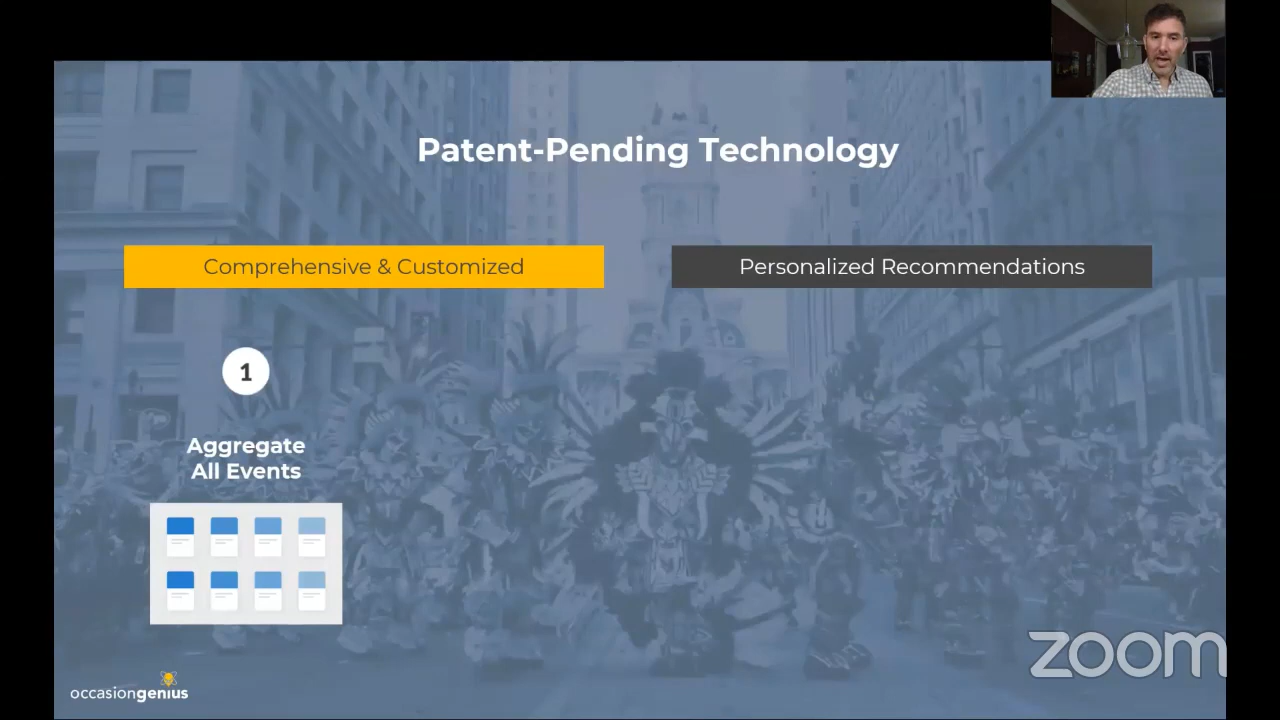 Patent-Pending Technology
Comprehensive & Customized
Personalized Recommendations
1
Aggregate
All Events
occasiongenius
zoom